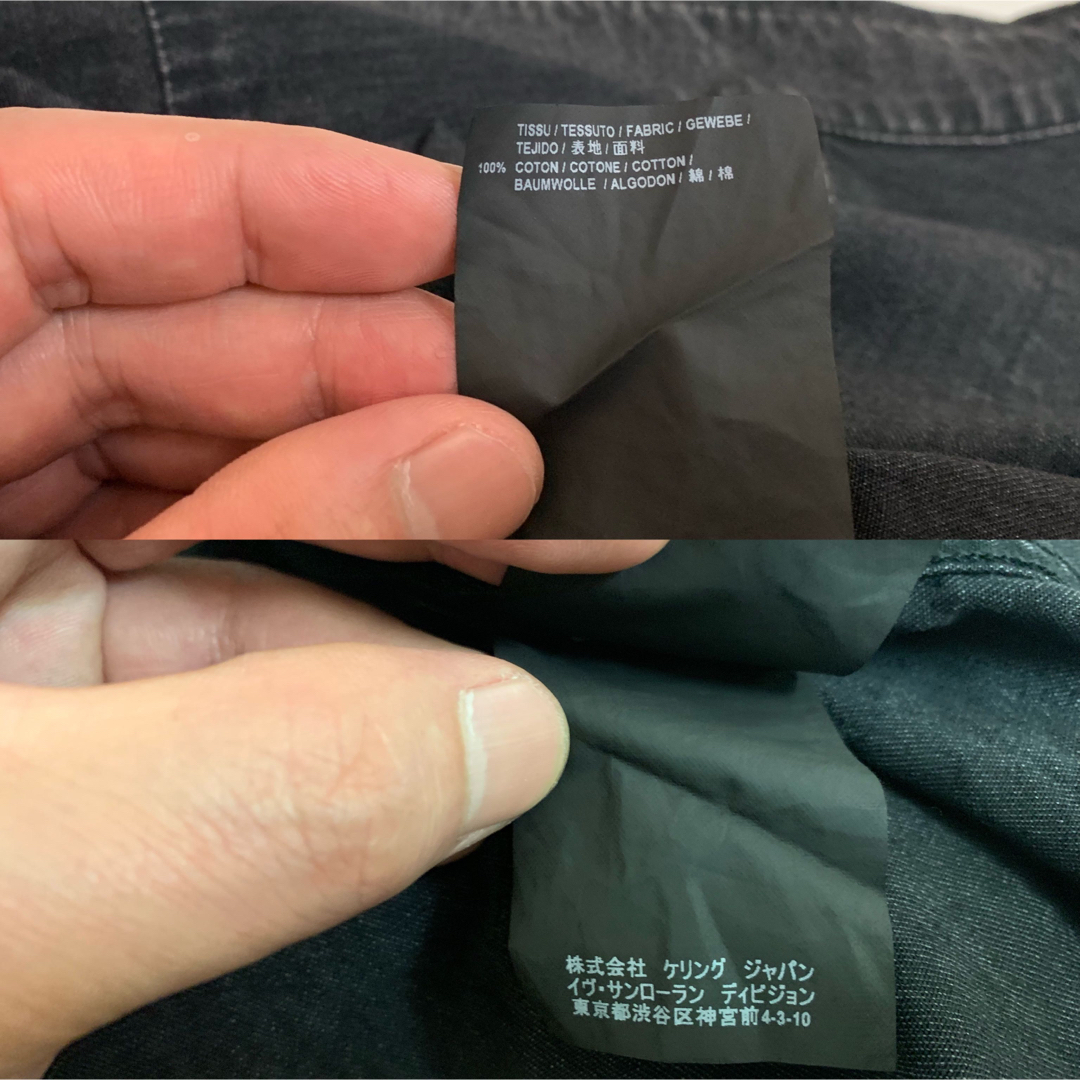 TISSU / TESSUTO / FABRIC / GEWEBE /
TEJIDO / 表地 / 面料
100% COTON / COTONE / COTTON /
BAUMWOLLE / ALGODON / 綿 / 棉
株式会社 ケリング ジャパン
イヴ・サンローラン ディビジョン
東京都渋谷区神宮前4-3-10